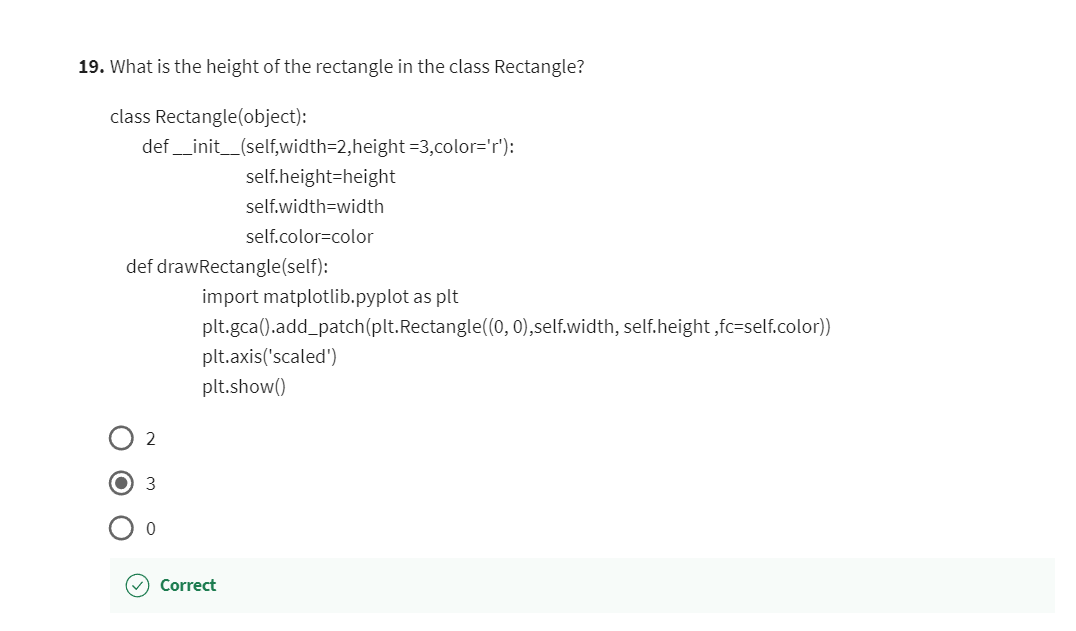 19. What is the height of the rectangle in the class Rectangle?
class Rectangle(object):
def __init__(self,width=2,height =3,color='r'):
self.height=height
self.width=width
self.color=color
def drawRectangle(self):
import matplotlib.pyplot as plt
plt.gca().add_patch(plt.Rectangle((0, 0),self.width, self.height ,fc=self.color))
plt.axis('scaled')
plt.show()
2
3
0
Correct